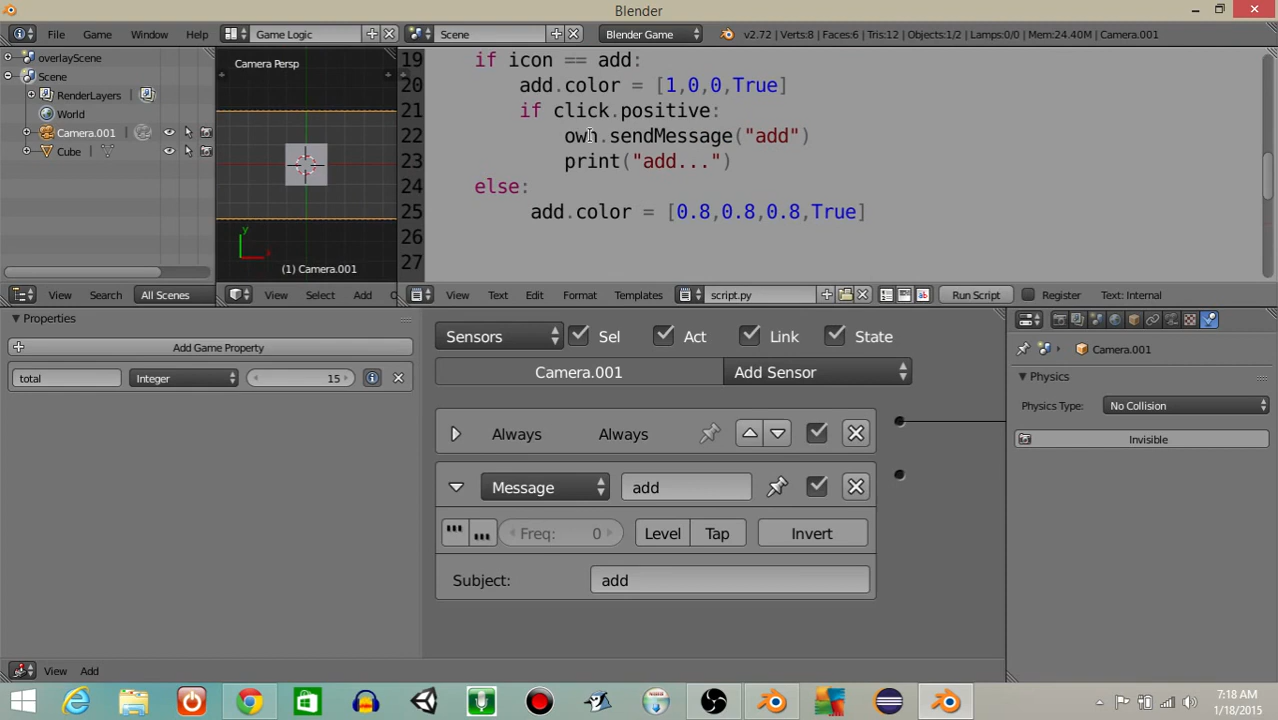 Blender
File Game Window Help Game Logic Scene Blender Game v2.72 | Verts:8 | Faces:6 | Tris:12 | Objects:1/2 | Lamps:0/0 | Mem:24.40M | Camera.001
overlayScene
Scene
RenderLayers
World
Camera.001
Cube
Camera Persp
(1) Camera.001
19 if icon == add:
20 add.color = [1,0,0,True]
21 if click.positive:
22 own.sendMessage("add")
23 print("add...")
24 else:
25 add.color = [0.8,0.8,0.8,True]
26
27
View Search All Scenes View Select Add View Text Edit Format Templates script.py Run Script Register Text: Internal
Properties
Add Game Property
total Integer 15
Sensors Sel Act Link State
Camera.001 Add Sensor
Always Always
Message add
Freq: 0 Level Tap Invert
Subject: add
Camera.001
Physics
Physics Type: No Collision
Invisible
View Add
7:18 AM
1/18/2015